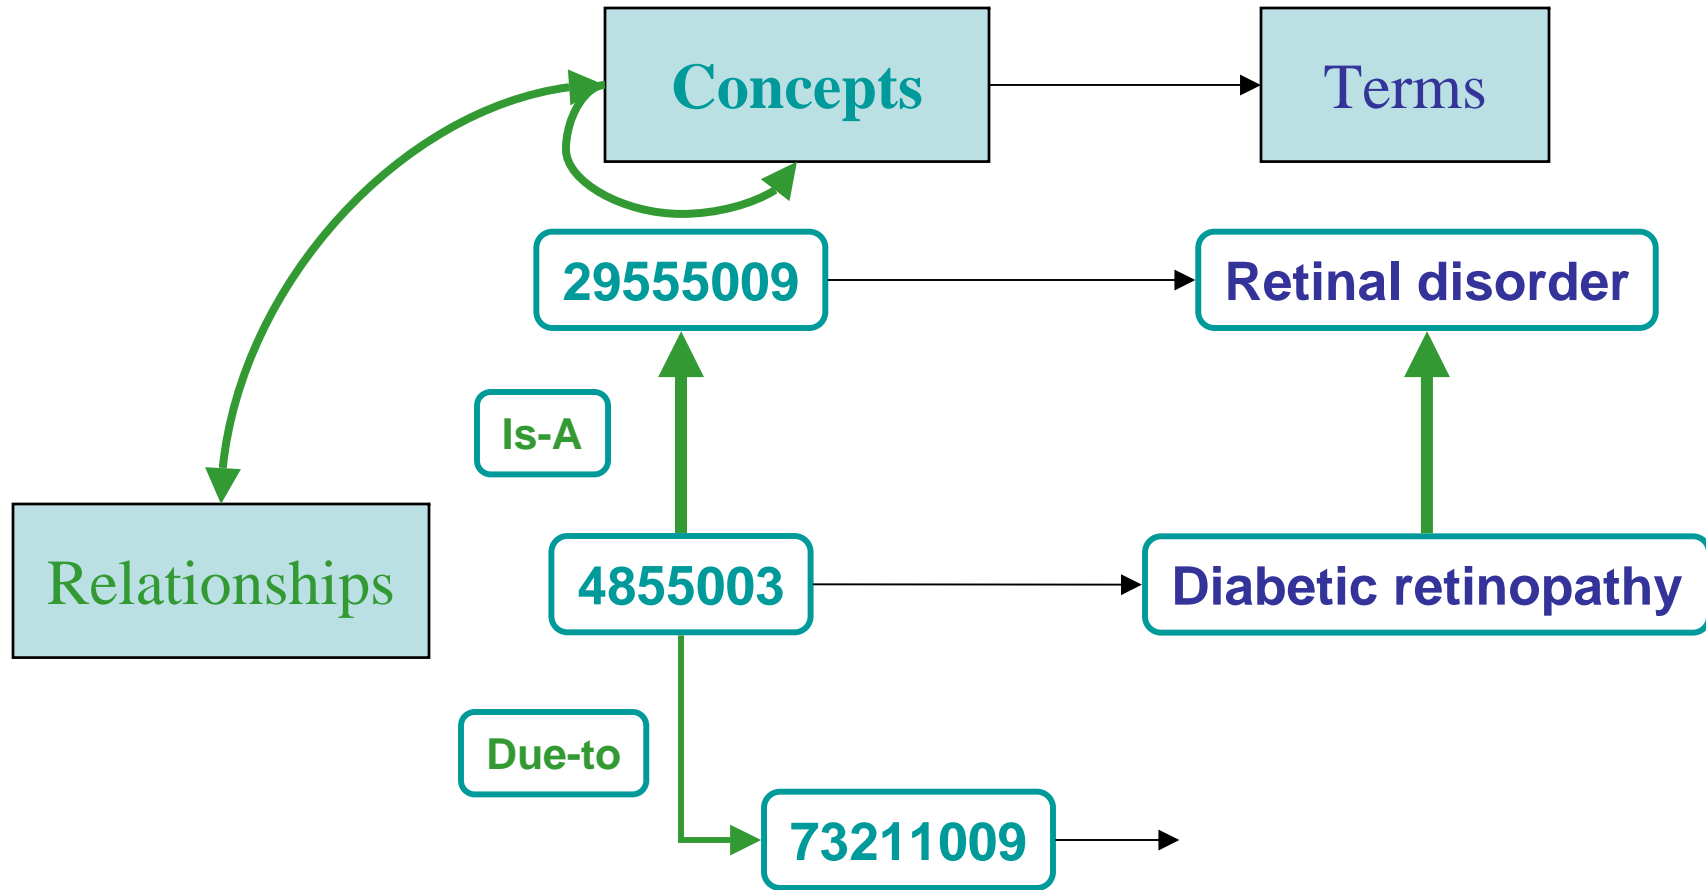 Concepts
Terms
29555009
Retinal disorder
Is-A
Relationships
4855003
Diabetic retinopathy
Due-to
73211009